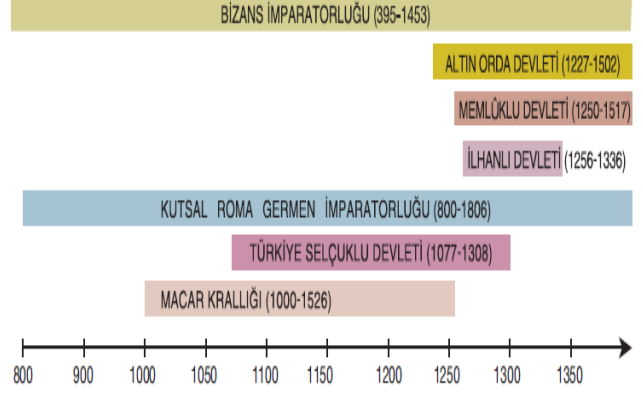 BİZANS İMPARATORLUĞU (395-1453)
ALTIN ORDA DEVLETİ (1227-1502)
MEMLÛKLU DEVLETİ (1250-1517)
İLHANLI DEVLETİ (1256-1336)
KUTSAL ROMA GERMEN İMPARATORLUĞU (800-1806)
TÜRKİYE SELÇUKLU DEVLETİ (1077-1308)
MACAR KRALLIĞI (1000-1526)
800 900 1000 1050 1100 1150 1200 1250 1300 1350